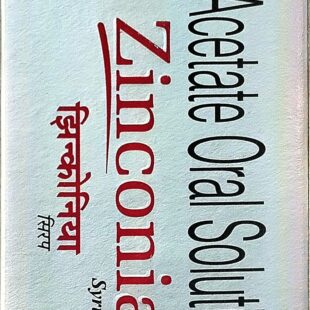 Acetate Oral Soluti
Zinconia
Syr
झिन्कोनिया
सिरप